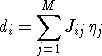 d_i = \sum_{j=1}^{M} J_{ij} \eta_j